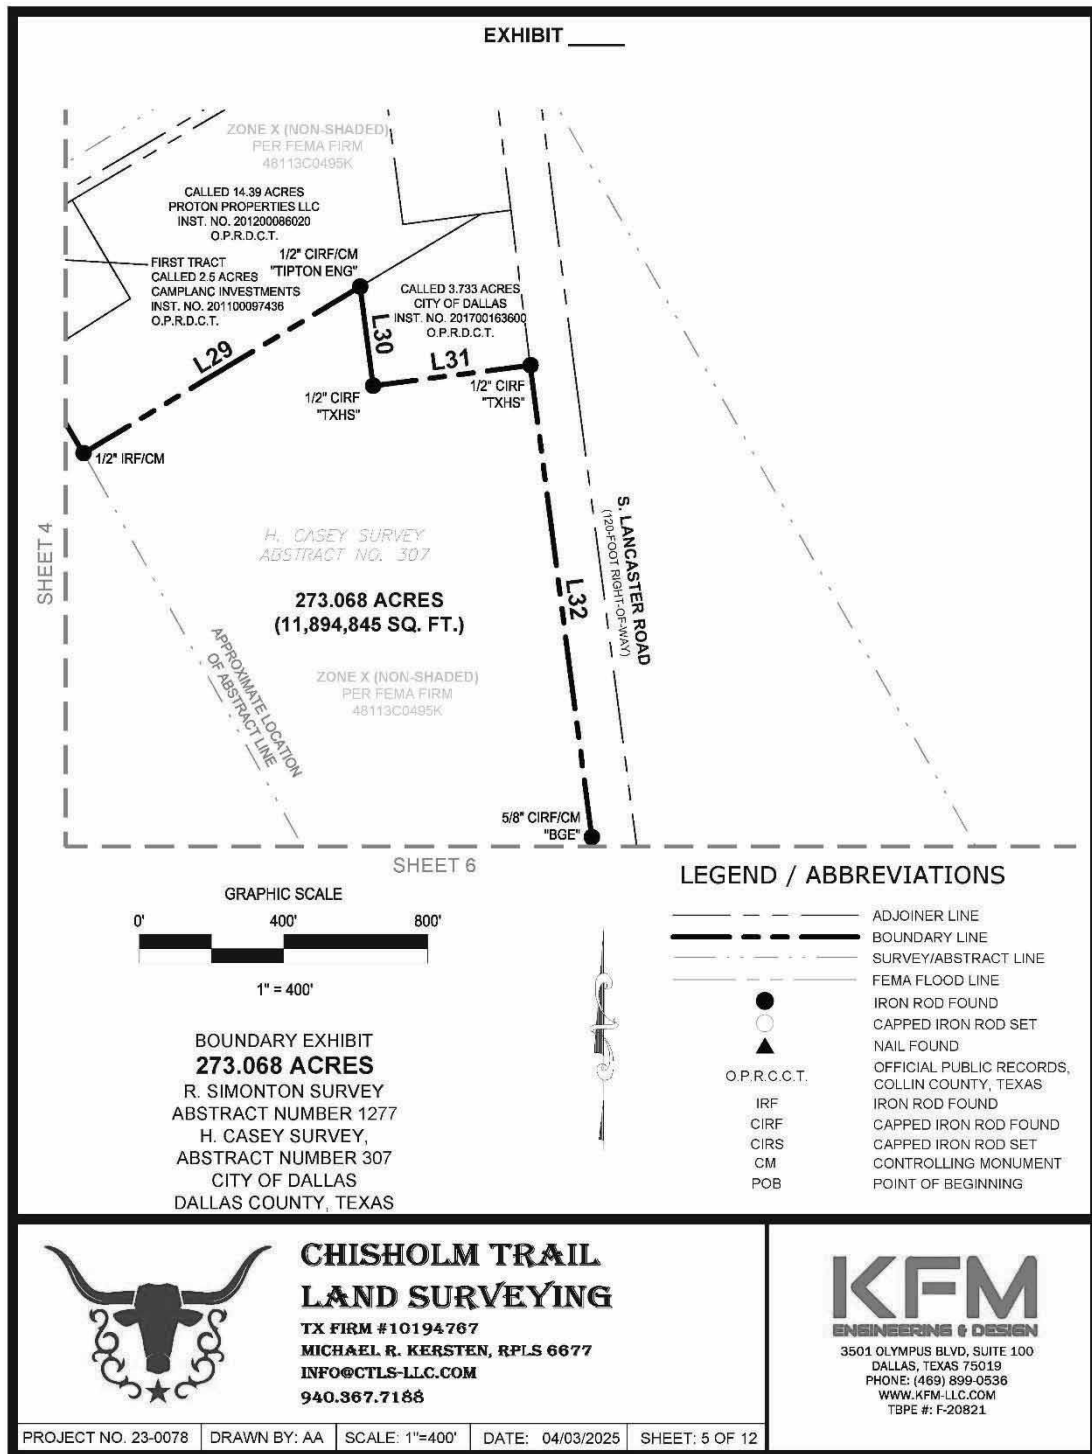 EXHIBIT _____
ZONE X (NON-SHADED)
PER FEMA FIRM
48113C0495K
CALLED 14.39 ACRES
PROTON PROPERTIES LLC
INST. NO. 201200086020
O.P.R.D.C.T.
1/2" CIRF/CM
"TIPTON ENG"
FIRST TRACT
CALLED 2.5 ACRES
CAMPLANC INVESTMENTS
INST. NO. 201100097436
O.P.R.D.C.T.
CALLED 3.733 ACRES
CITY OF DALLAS
INST. NO. 201700163600
O.P.R.D.C.T.
L29
L30
L31
1/2" CIRF
"TXHS"
1/2" CIRF
"TXHS"
1/2" IRF/CM
S. LANCASTER ROAD
(120-FOOT RIGHT-OF-WAY)
L32
SHEET 4
H. CASEY SURVEY
ABSTRACT NO. 307
273.068 ACRES
(11,894,845 SQ. FT.)
APPROXIMATE LOCATION
OF ABSTRACT LINE
ZONE X (NON-SHADED)
PER FEMA FIRM
48113C0495K
5/8" CIRF/CM
"BGE"
SHEET 6
GRAPHIC SCALE
0' 400' 800'
1" = 400'
BOUNDARY EXHIBIT
273.068 ACRES
R. SIMONTON SURVEY
ABSTRACT NUMBER 1277
H. CASEY SURVEY,
ABSTRACT NUMBER 307
CITY OF DALLAS
DALLAS COUNTY, TEXAS
LEGEND / ABBREVIATIONS
ADJOINER LINE
BOUNDARY LINE
SURVEY/ABSTRACT LINE
FEMA FLOOD LINE
IRON ROD FOUND
CAPPED IRON ROD SET
NAIL FOUND
O.P.R.C.C.T. OFFICIAL PUBLIC RECORDS,
COLLIN COUNTY, TEXAS
IRF IRON ROD FOUND
CIRF CAPPED IRON ROD FOUND
CIRS CAPPED IRON ROD SET
CM CONTROLLING MONUMENT
POB POINT OF BEGINNING
CHISHOLM TRAIL
LAND SURVEYING
TX FIRM #10194767
MICHAEL R. KERSTEN, RPLS 6677
INFO@CTLS-LLC.COM
940.367.7188
KFM
ENGINEERING & DESIGN
3501 OLYMPUS BLVD, SUITE 100
DALLAS, TEXAS 75019
PHONE: (469) 899-0536
WWW.KFM-LLC.COM
TBPE #: F-20821
PROJECT NO. 23-0078 DRAWN BY: AA SCALE: 1"=400' DATE: 04/03/2025 SHEET: 5 OF 12